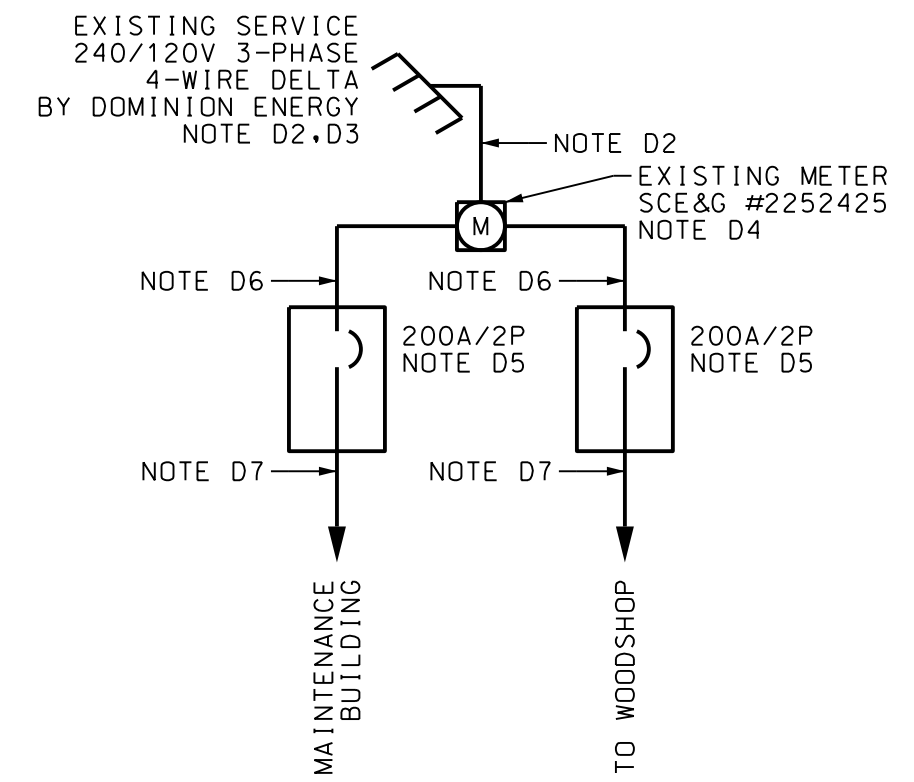 EXISTING SERVICE
240/120V 3-PHASE
4-WIRE DELTA
BY DOMINION ENERGY
NOTE D2,D3
NOTE D2
EXISTING METER
SCE&G #2252425
NOTE D4
M
NOTE D6
NOTE D6
200A/2P
NOTE D5
200A/2P
NOTE D5
NOTE D7
NOTE D7
MAINTENANCE
BUILDING
TO WOODSHOP